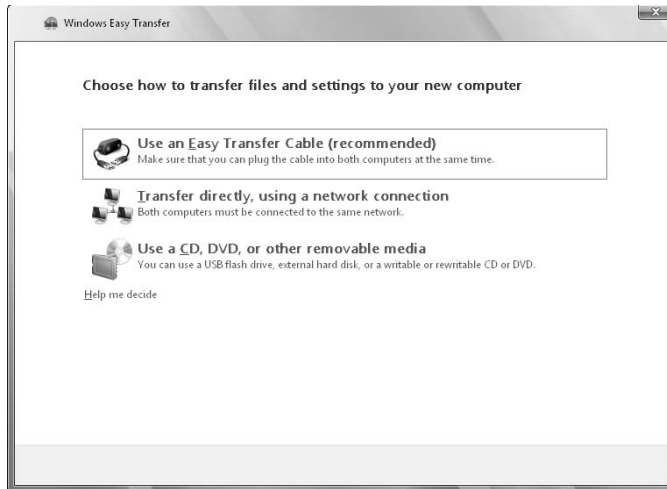 Windows Easy Transfer
Choose how to transfer files and settings to your new computer
Use an Easy Transfer Cable (recommended)
Make sure that you can plug the cable into both computers at the same time.
Transfer directly, using a network connection
Both computers must be connected to the same network.
Use a CD, DVD, or other removable media
You can use a USB flash drive, external hard disk, or a writable or rewritable CD or DVD.
Help me decide